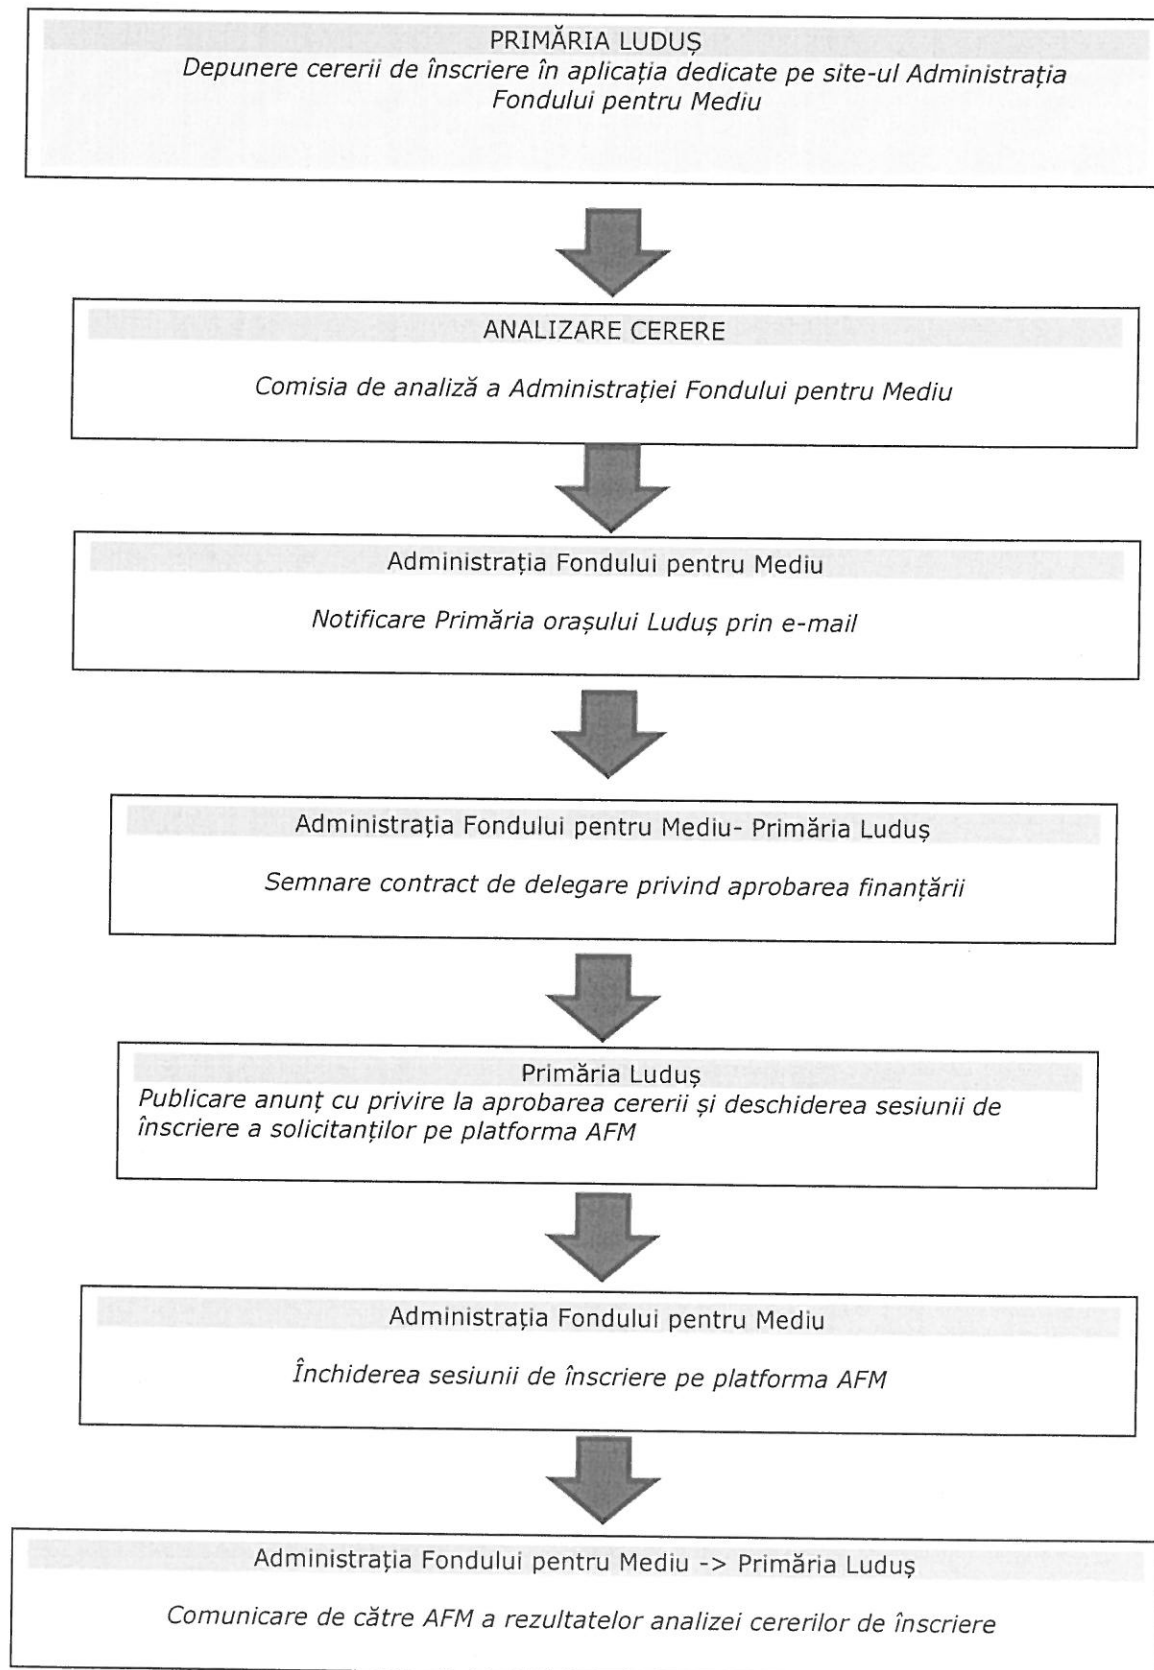 PRIMĂRIA LUDUȘ
Depunere cererii de înscriere în aplicația dedicate pe site-ul Administrația
Fondului pentru Mediu
ANALIZARE CERERE
Comisia de analiză a Administrației Fondului pentru Mediu
Administrația Fondului pentru Mediu
Notificare Primăria orașului Luduș prin e-mail
Administrația Fondului pentru Mediu- Primăria Luduș
Semnare contract de delegare privind aprobarea finanțării
Primăria Luduș
Publicare anunț cu privire la aprobarea cererii și deschiderea sesiunii de
înscriere a solicitanților pe platforma AFM
Administrația Fondului pentru Mediu
Închiderea sesiunii de înscriere pe platforma AFM
Administrația Fondului pentru Mediu -> Primăria Luduș
Comunicare de către AFM a rezultatelor analizei cererilor de înscriere